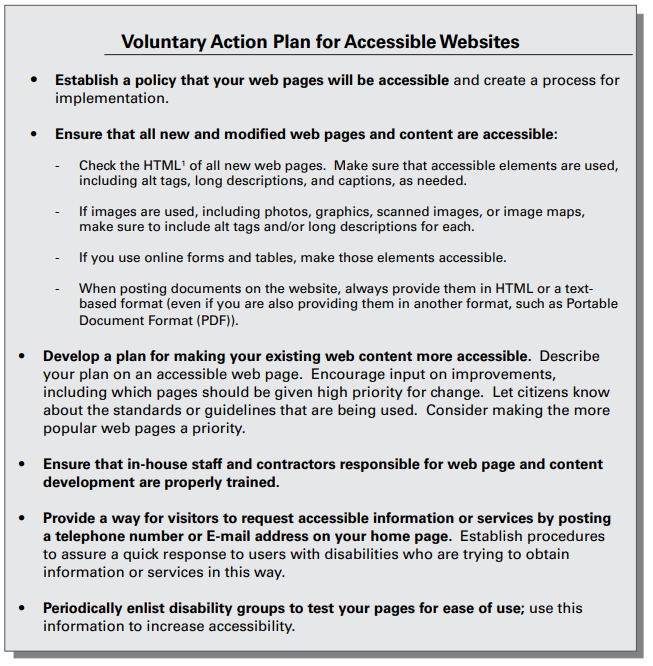 Voluntary Action Plan for Accessible Websites
• Establish a policy that your web pages will be accessible and create a process for
implementation.
• Ensure that all new and modified web pages and content are accessible:
- Check the HTML¹ of all new web pages. Make sure that accessible elements are used,
including alt tags, long descriptions, and captions, as needed.
- If images are used, including photos, graphics, scanned images, or image maps,
make sure to include alt tags and/or long descriptions for each.
- If you use online forms and tables, make those elements accessible.
- When posting documents on the website, always provide them in HTML or a text-
based format (even if you are also providing them in another format, such as Portable
Document Format (PDF)).
• Develop a plan for making your existing web content more accessible. Describe
your plan on an accessible web page. Encourage input on improvements,
including which pages should be given high priority for change. Let citizens know
about the standards or guidelines that are being used. Consider making the more
popular web pages a priority.
• Ensure that in-house staff and contractors responsible for web page and content
development are properly trained.
• Provide a way for visitors to request accessible information or services by posting
a telephone number or E-mail address on your home page. Establish procedures
to assure a quick response to users with disabilities who are trying to obtain
information or services in this way.
• Periodically enlist disability groups to test your pages for ease of use; use this
information to increase accessibility.